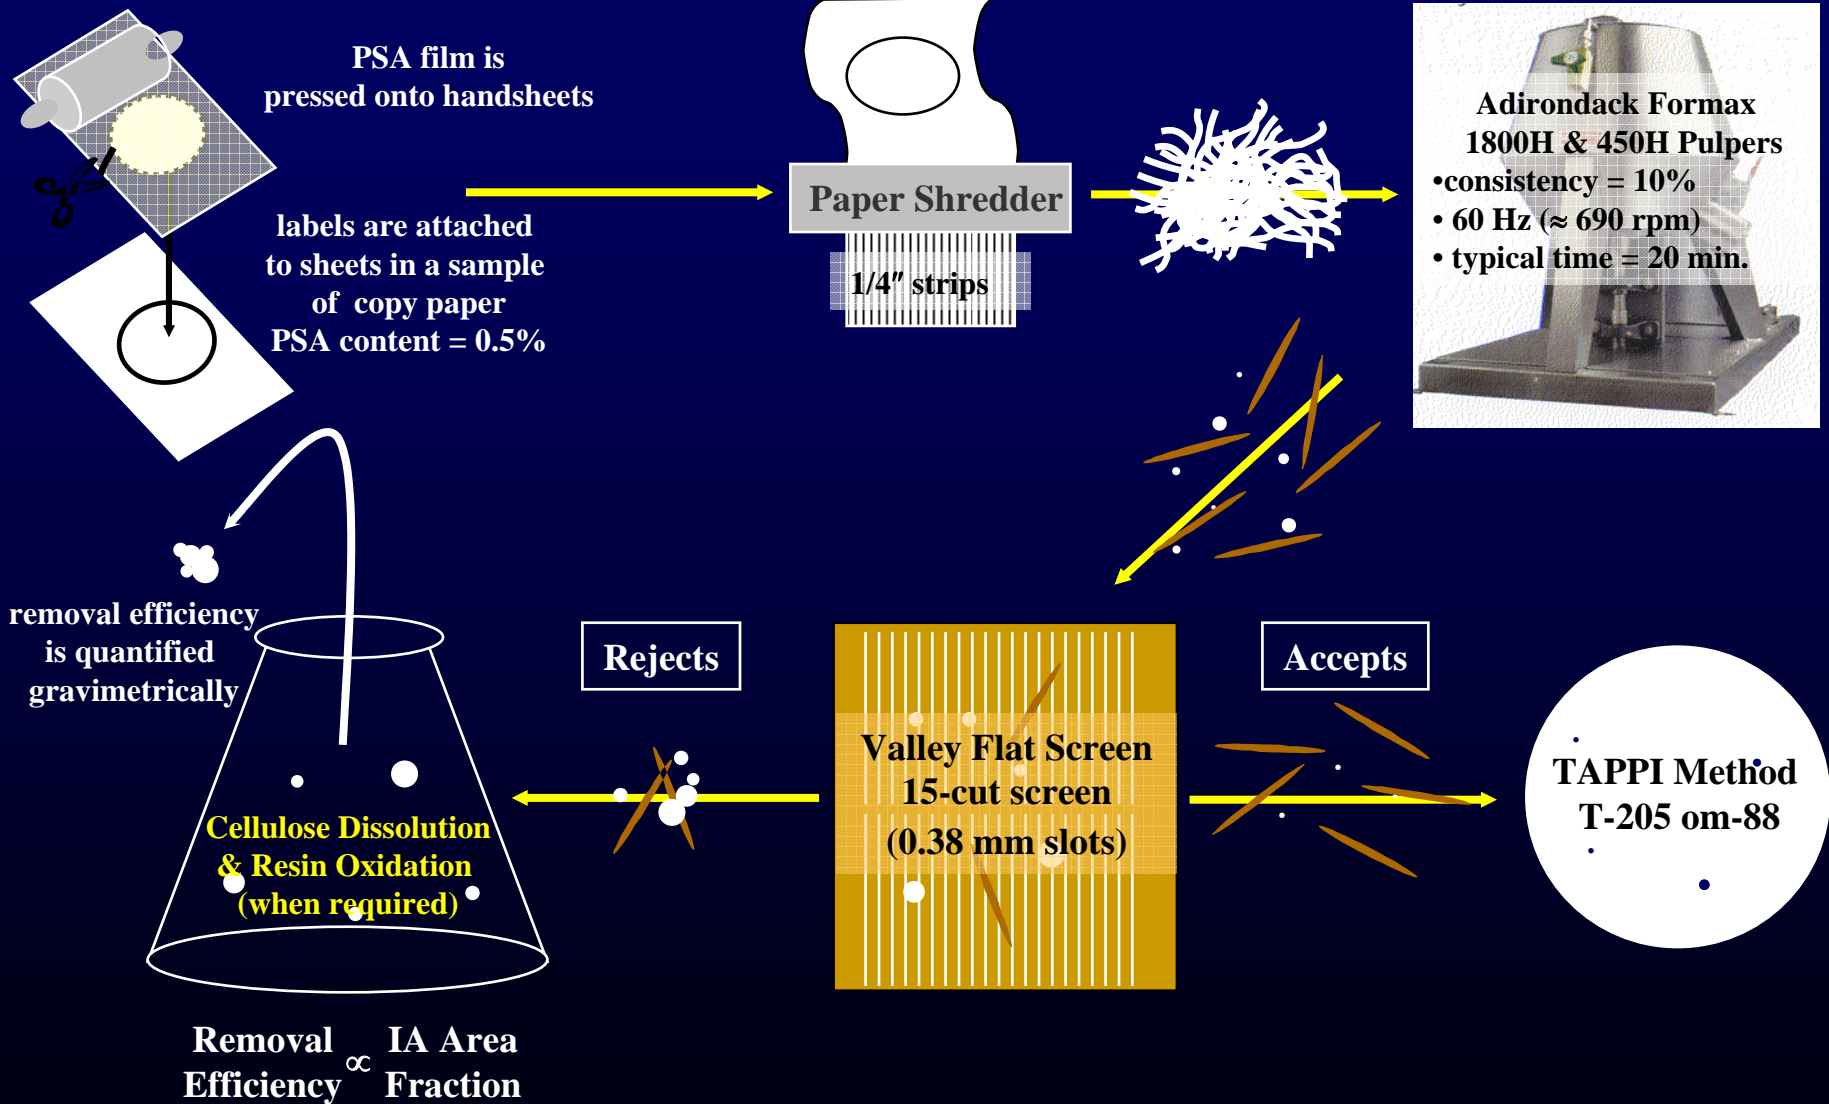 PSA film is
pressed onto handsheets
labels are attached
to sheets in a sample
of copy paper
PSA content = 0.5%
Paper Shredder
1/4″ strips
Adirondack Formax
1800H & 450H Pulpers
•consistency = 10%
• 60 Hz (≈ 690 rpm)
• typical time = 20 min.
removal efficiency
is quantified
gravimetrically
Cellulose Dissolution
& Resin Oxidation
(when required)
Rejects
Valley Flat Screen
15-cut screen
(0.38 mm slots)
Accepts
TAPPI Method
T-205 om-88
Removal ∝ IA Area
Efficiency Fraction